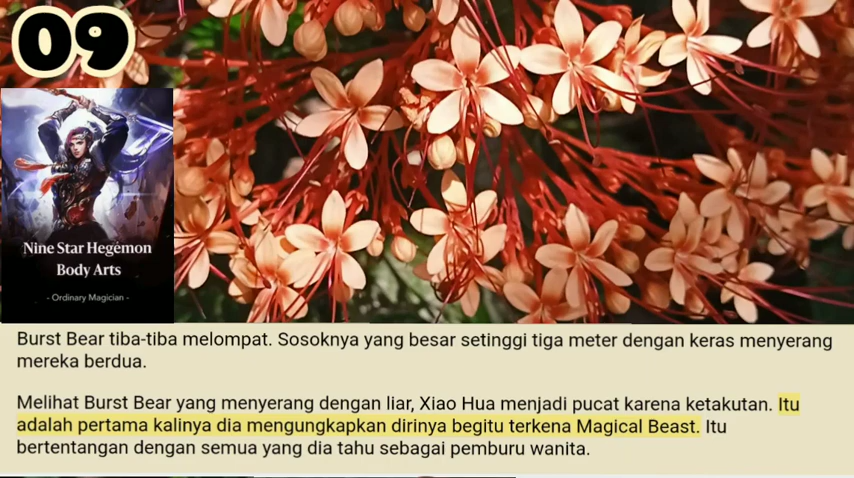 09
Nine Star Hegemon
Body Arts
- Ordinary Magician -
Burst Bear tiba-tiba melompat. Sosoknya yang besar setinggi tiga meter dengan keras menyerang
mereka berdua.
Melihat Burst Bear yang menyerang dengan liar, Xiao Hua menjadi pucat karena ketakutan. Itu
adalah pertama kalinya dia mengungkapkan dirinya begitu terkena Magical Beast. Itu
bertentangan dengan semua yang dia tahu sebagai pemburu wanita.